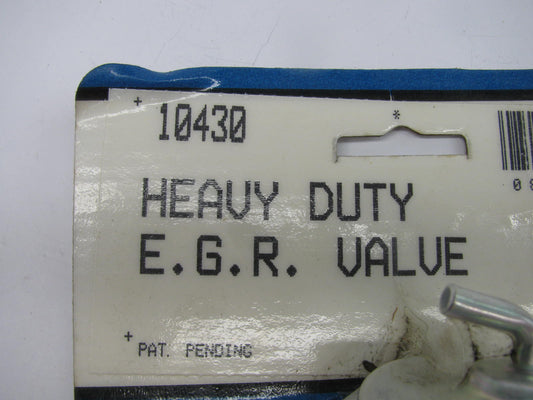 10430
HEAVY DUTY
E.G.R. VALVE
PAT. PENDING